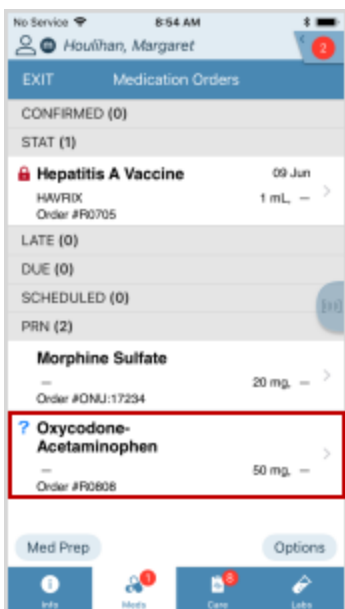 No Service 8:54 AM
Houlihan, Margaret
2
EXIT Medication Orders
CONFIRMED (0)
STAT (1)
Hepatitis A Vaccine 09 Jun
HAVRIX 1 mL, —
Order #R0705
LATE (0)
DUE (0)
SCHEDULED (0)
PRN (2)
Morphine Sulfate
— 20 mg, —
Order #ONU:17234
? Oxycodone-
Acetaminophen
— 50 mg, —
Order #R0808
Med Prep Options
1 8
Info Meds Care Labs